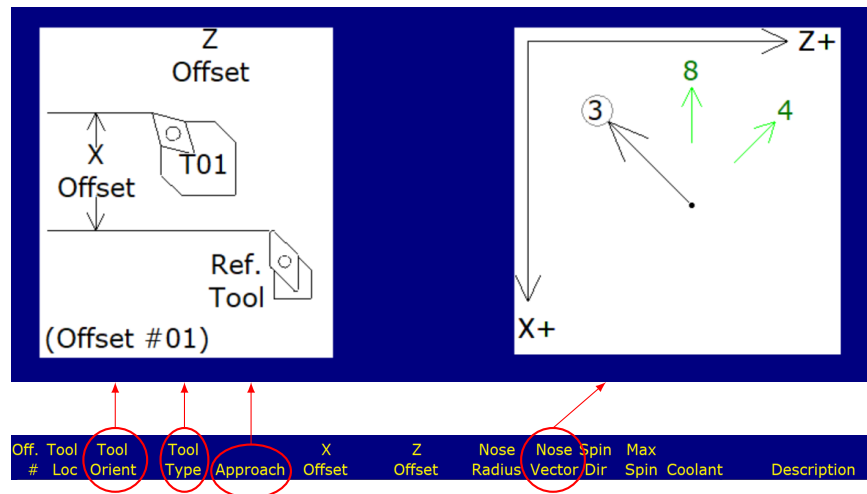 Z
Offset
X
Offset
T01
Ref.
Tool
(Offset #01)
Z+
8
3
4
X+
Off. Tool Tool Tool X Z Nose Nose Spin Max
# Loc Orient Type Approach Offset Offset Radius Vector Dir Spin Coolant Description